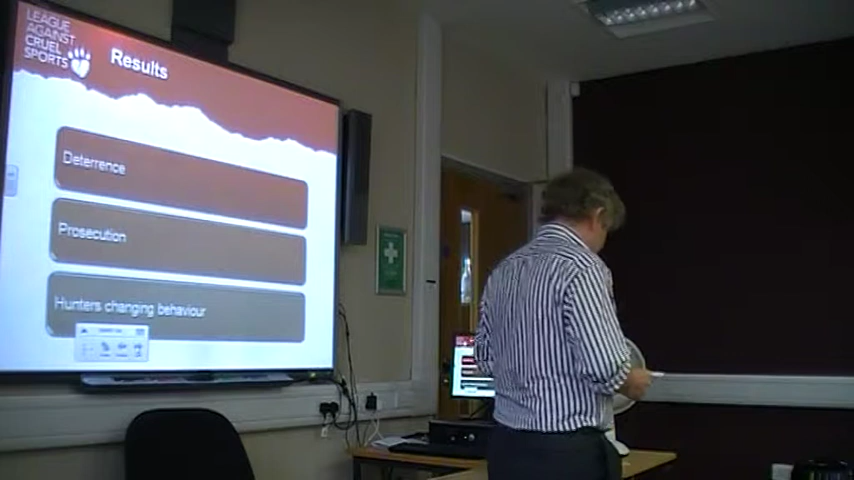 LEAGUE
AGAINST
CRUEL
SPORTS
Results
Deterrence
Prosecution
Hunters changing behaviour